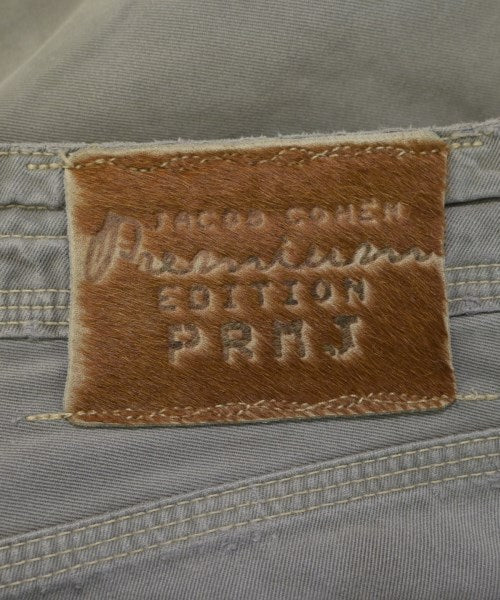 JACOB COHEN
Premium
EDITION
PRMJ